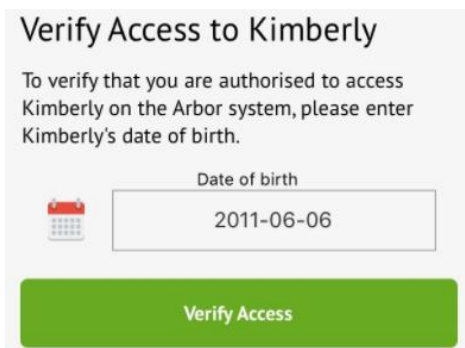 Verify Access to Kimberly
To verify that you are authorised to access
Kimberly on the Arbor system, please enter
Kimberly's date of birth.
Date of birth
2011-06-06
Verify Access